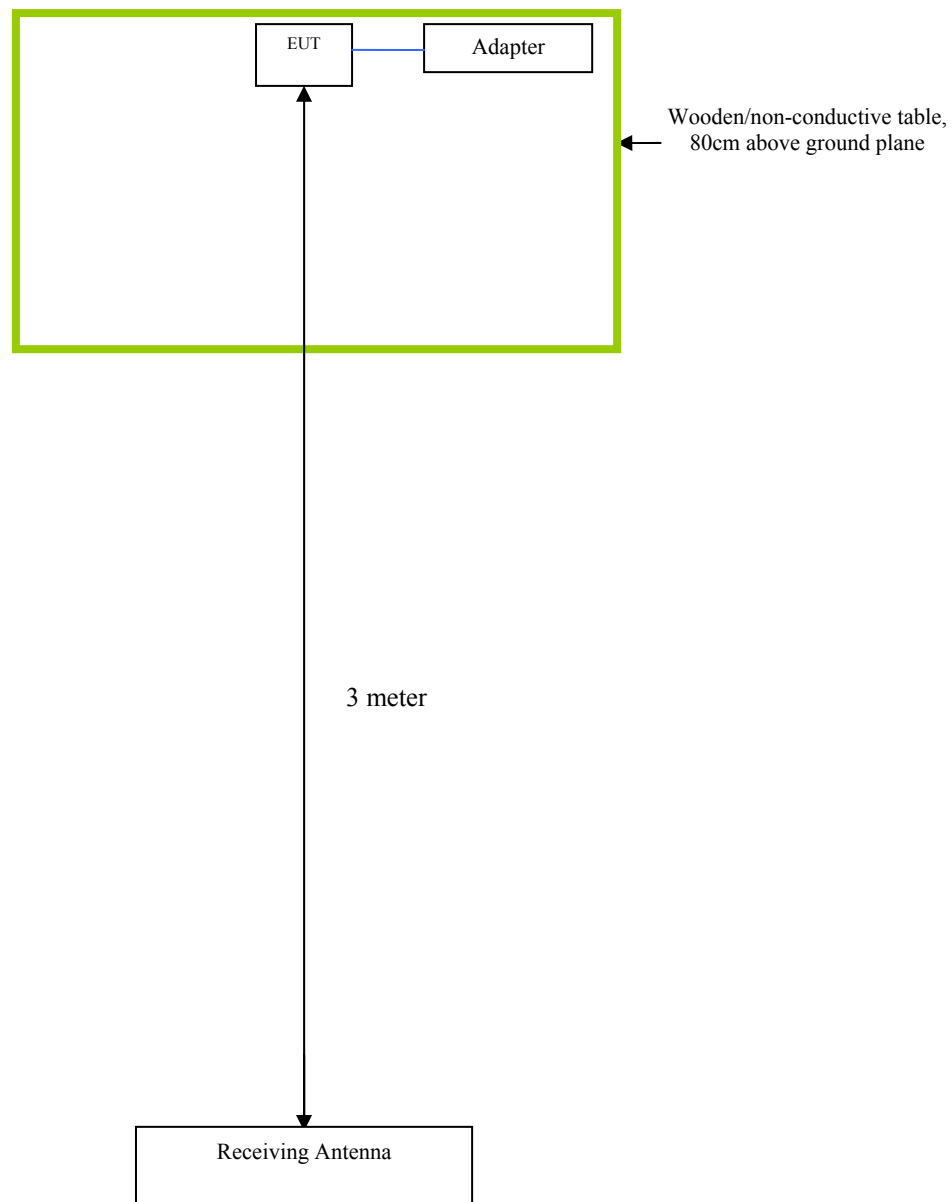 EUT
Adapter
Wooden/non-conductive table,
80cm above ground plane
3 meter
Receiving Antenna